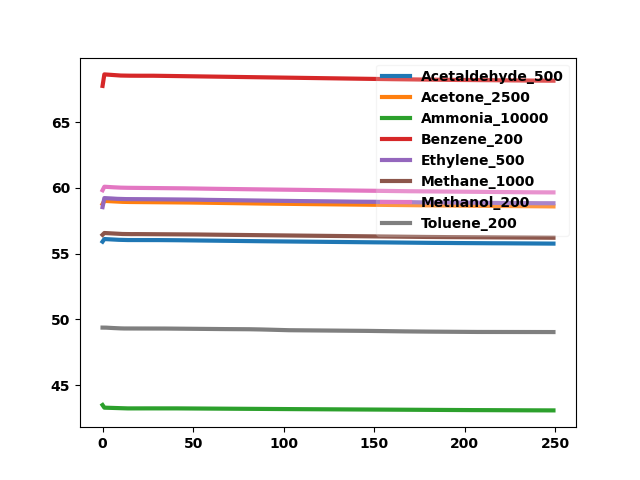 Acetaldehyde_500
Acetone_2500
Ammonia_10000
Benzene_200
Ethylene_500
Methane_1000
Methanol_200
Toluene_200
65
60
55
50
45
0 50 100 150 200 250